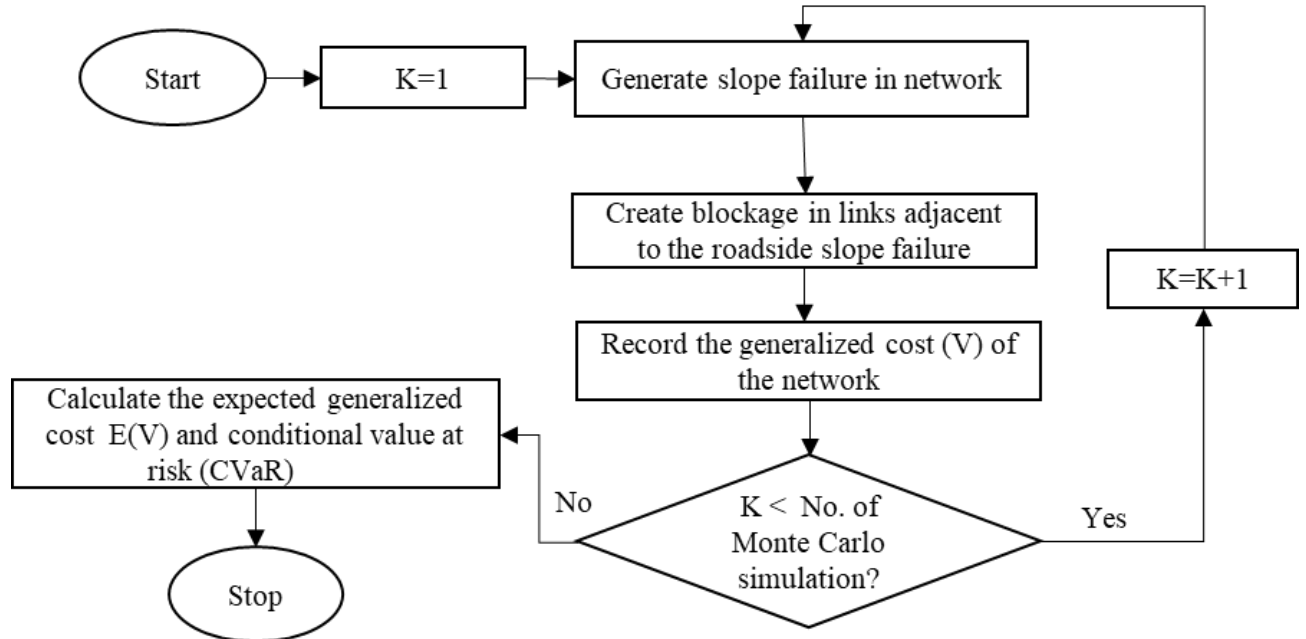 Start
K=1
Generate slope failure in network
Create blockage in links adjacent
to the roadside slope failure
K=K+1
Record the generalized cost (V) of
the network
Calculate the expected generalized
cost E(V) and conditional value at
risk (CVaR)
No
K < No. of
Monte Carlo
simulation?
Yes
Stop